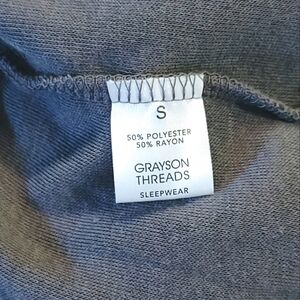 S
50% POLYESTER
50% RAYON
GRAYSON
THREADS
SLEEPWEAR